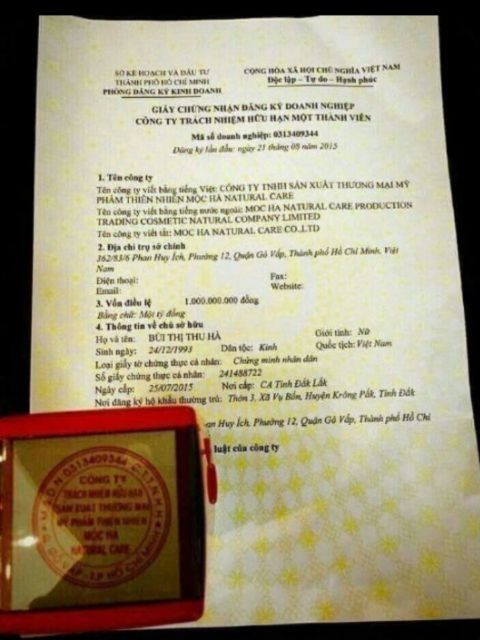 SỞ KẾ HOẠCH VÀ ĐẦU TƯ
THÀNH PHỐ HỒ CHÍ MINH
PHÒNG ĐĂNG KÝ KINH DOANH
CỘNG HÒA XÃ HỘI CHỦ NGHĨA VIỆT NAM
Độc lập – Tự do – Hạnh phúc
GIẤY CHỨNG NHẬN ĐĂNG KÝ DOANH NGHIỆP
CÔNG TY TRÁCH NHIỆM HỮU HẠN MỘT THÀNH VIÊN
Mã số doanh nghiệp: 0313409344
Đăng ký lần đầu: ngày 21 tháng 08 năm 2015
1. Tên công ty
Tên công ty viết bằng tiếng Việt: CÔNG TY TNHH SẢN XUẤT THƯƠNG MẠI MỸ
PHẨM THIÊN NHIÊN MỘC HÀ NATURAL CARE
Tên công ty viết bằng tiếng nước ngoài: MOC HA NATURAL CARE PRODUCTION
TRADING COSMETIC NATURAL COMPANY LIMITED
Tên công ty viết tắt: MOC HA NATURAL CARE CO.,LTD
2. Địa chỉ trụ sở chính
362/83/6 Phan Huy Ích, Phường 12, Quận Gò Vấp, Thành phố Hồ Chí Minh, Việt
Nam
Điện thoại: Fax:
Email: Website:
3. Vốn điều lệ 1.000.000.000 đồng
Bằng chữ: Một tỷ đồng
4. Thông tin về chủ sở hữu
Họ và tên: BÙI THỊ THU HÀ Giới tính: Nữ
Sinh ngày: 24/12/1993 Dân tộc: Kinh Quốc tịch: Việt Nam
Loại giấy tờ chứng thực cá nhân: Chứng minh nhân dân
Số giấy chứng thực cá nhân: 241488722
Ngày cấp: 25/07/2015 Nơi cấp: CA Tỉnh Đắk Lắk
Nơi đăng ký hộ khẩu thường trú: Thôn 3, Xã Vụ Bổn, Huyện Krông Pắk, Tỉnh Đắk
an Huy Ích, Phường 12, Quận Gò Vấp, Thành phố Hồ Chí
luật của công ty
M.S.D.N:0313409344-C.T.T.N.H.H
CÔNG TY
TRÁCH NHIỆM HỮU HẠN
SẢN XUẤT THƯƠNG MẠI
MỸ PHẨM THIÊN NHIÊN
MỘC HÀ
NATURAL CARE